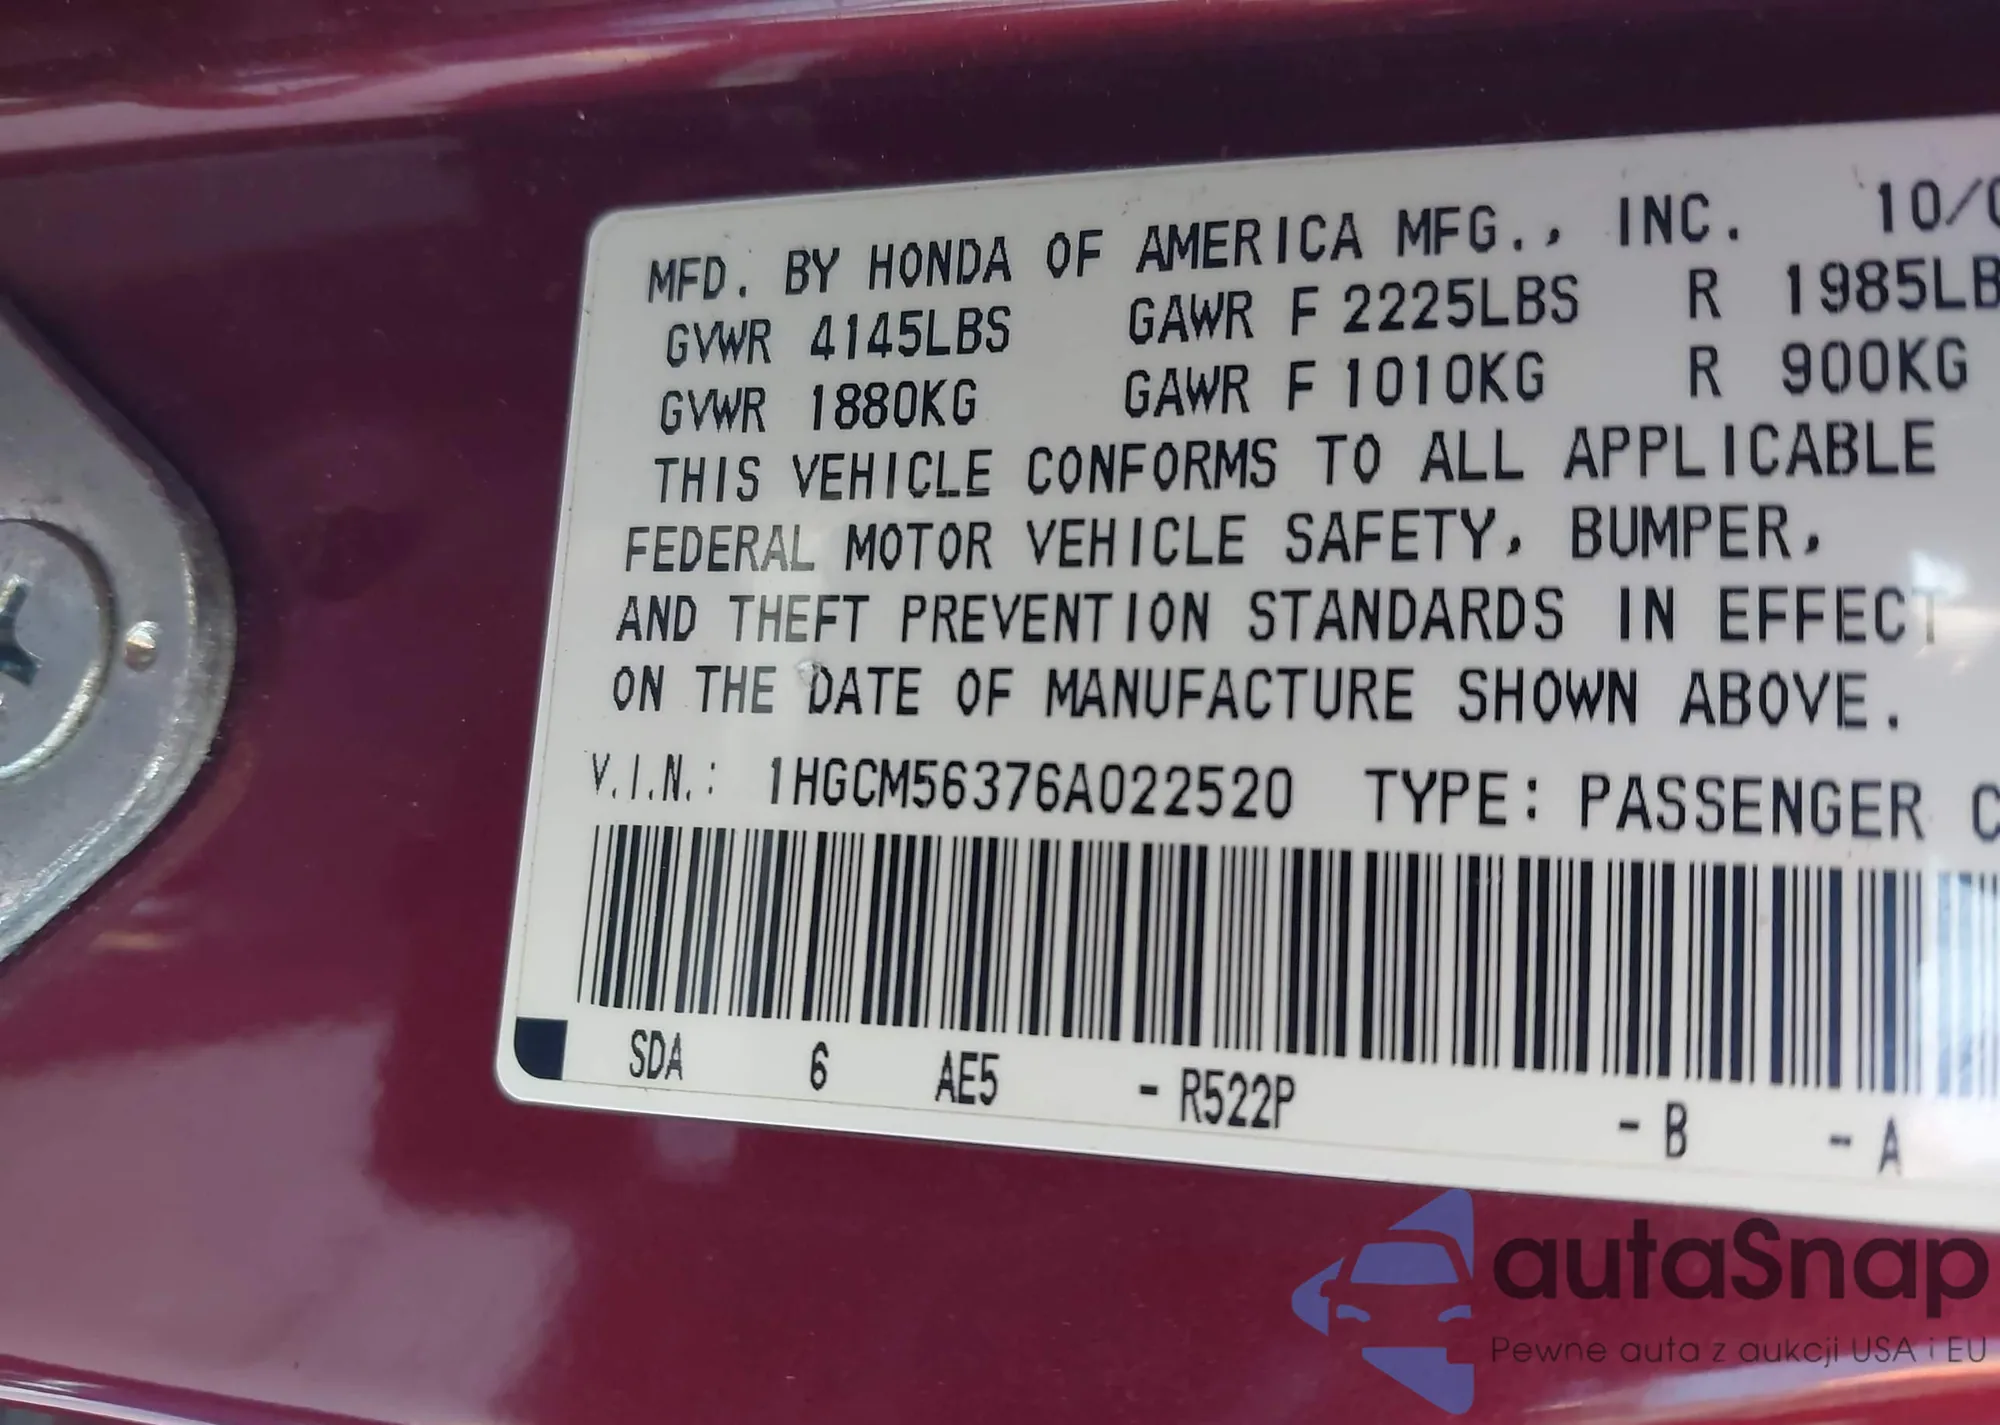 MFD. BY HONDA OF AMERICA MFG., INC. 10/0
GVWR 4145LBS GAWR F 2225LBS R 1985LB
GVWR 1880KG GAWR F 1010KG R 900KG
THIS VEHICLE CONFORMS TO ALL APPLICABLE
FEDERAL MOTOR VEHICLE SAFETY, BUMPER,
AND THEFT PREVENTION STANDARDS IN EFFECT
ON THE DATE OF MANUFACTURE SHOWN ABOVE.
V.I.N.: 1HGCM56376A022520 TYPE: PASSENGER C
SDA 6 AE5 - R522P - B - A
autaSnap
Pewne auta z aukcji USA i EU